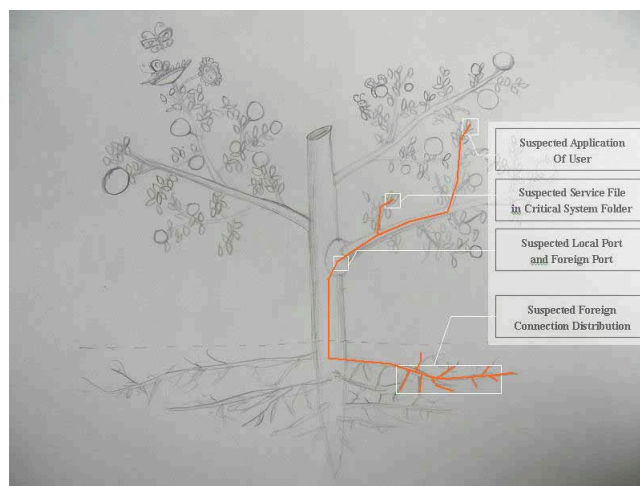 Suspected Application
Of User
Suspected Service File
in Critical System Folder
Suspected Local Port
and Foreign Port
Suspected Foreign
Connection Distribution